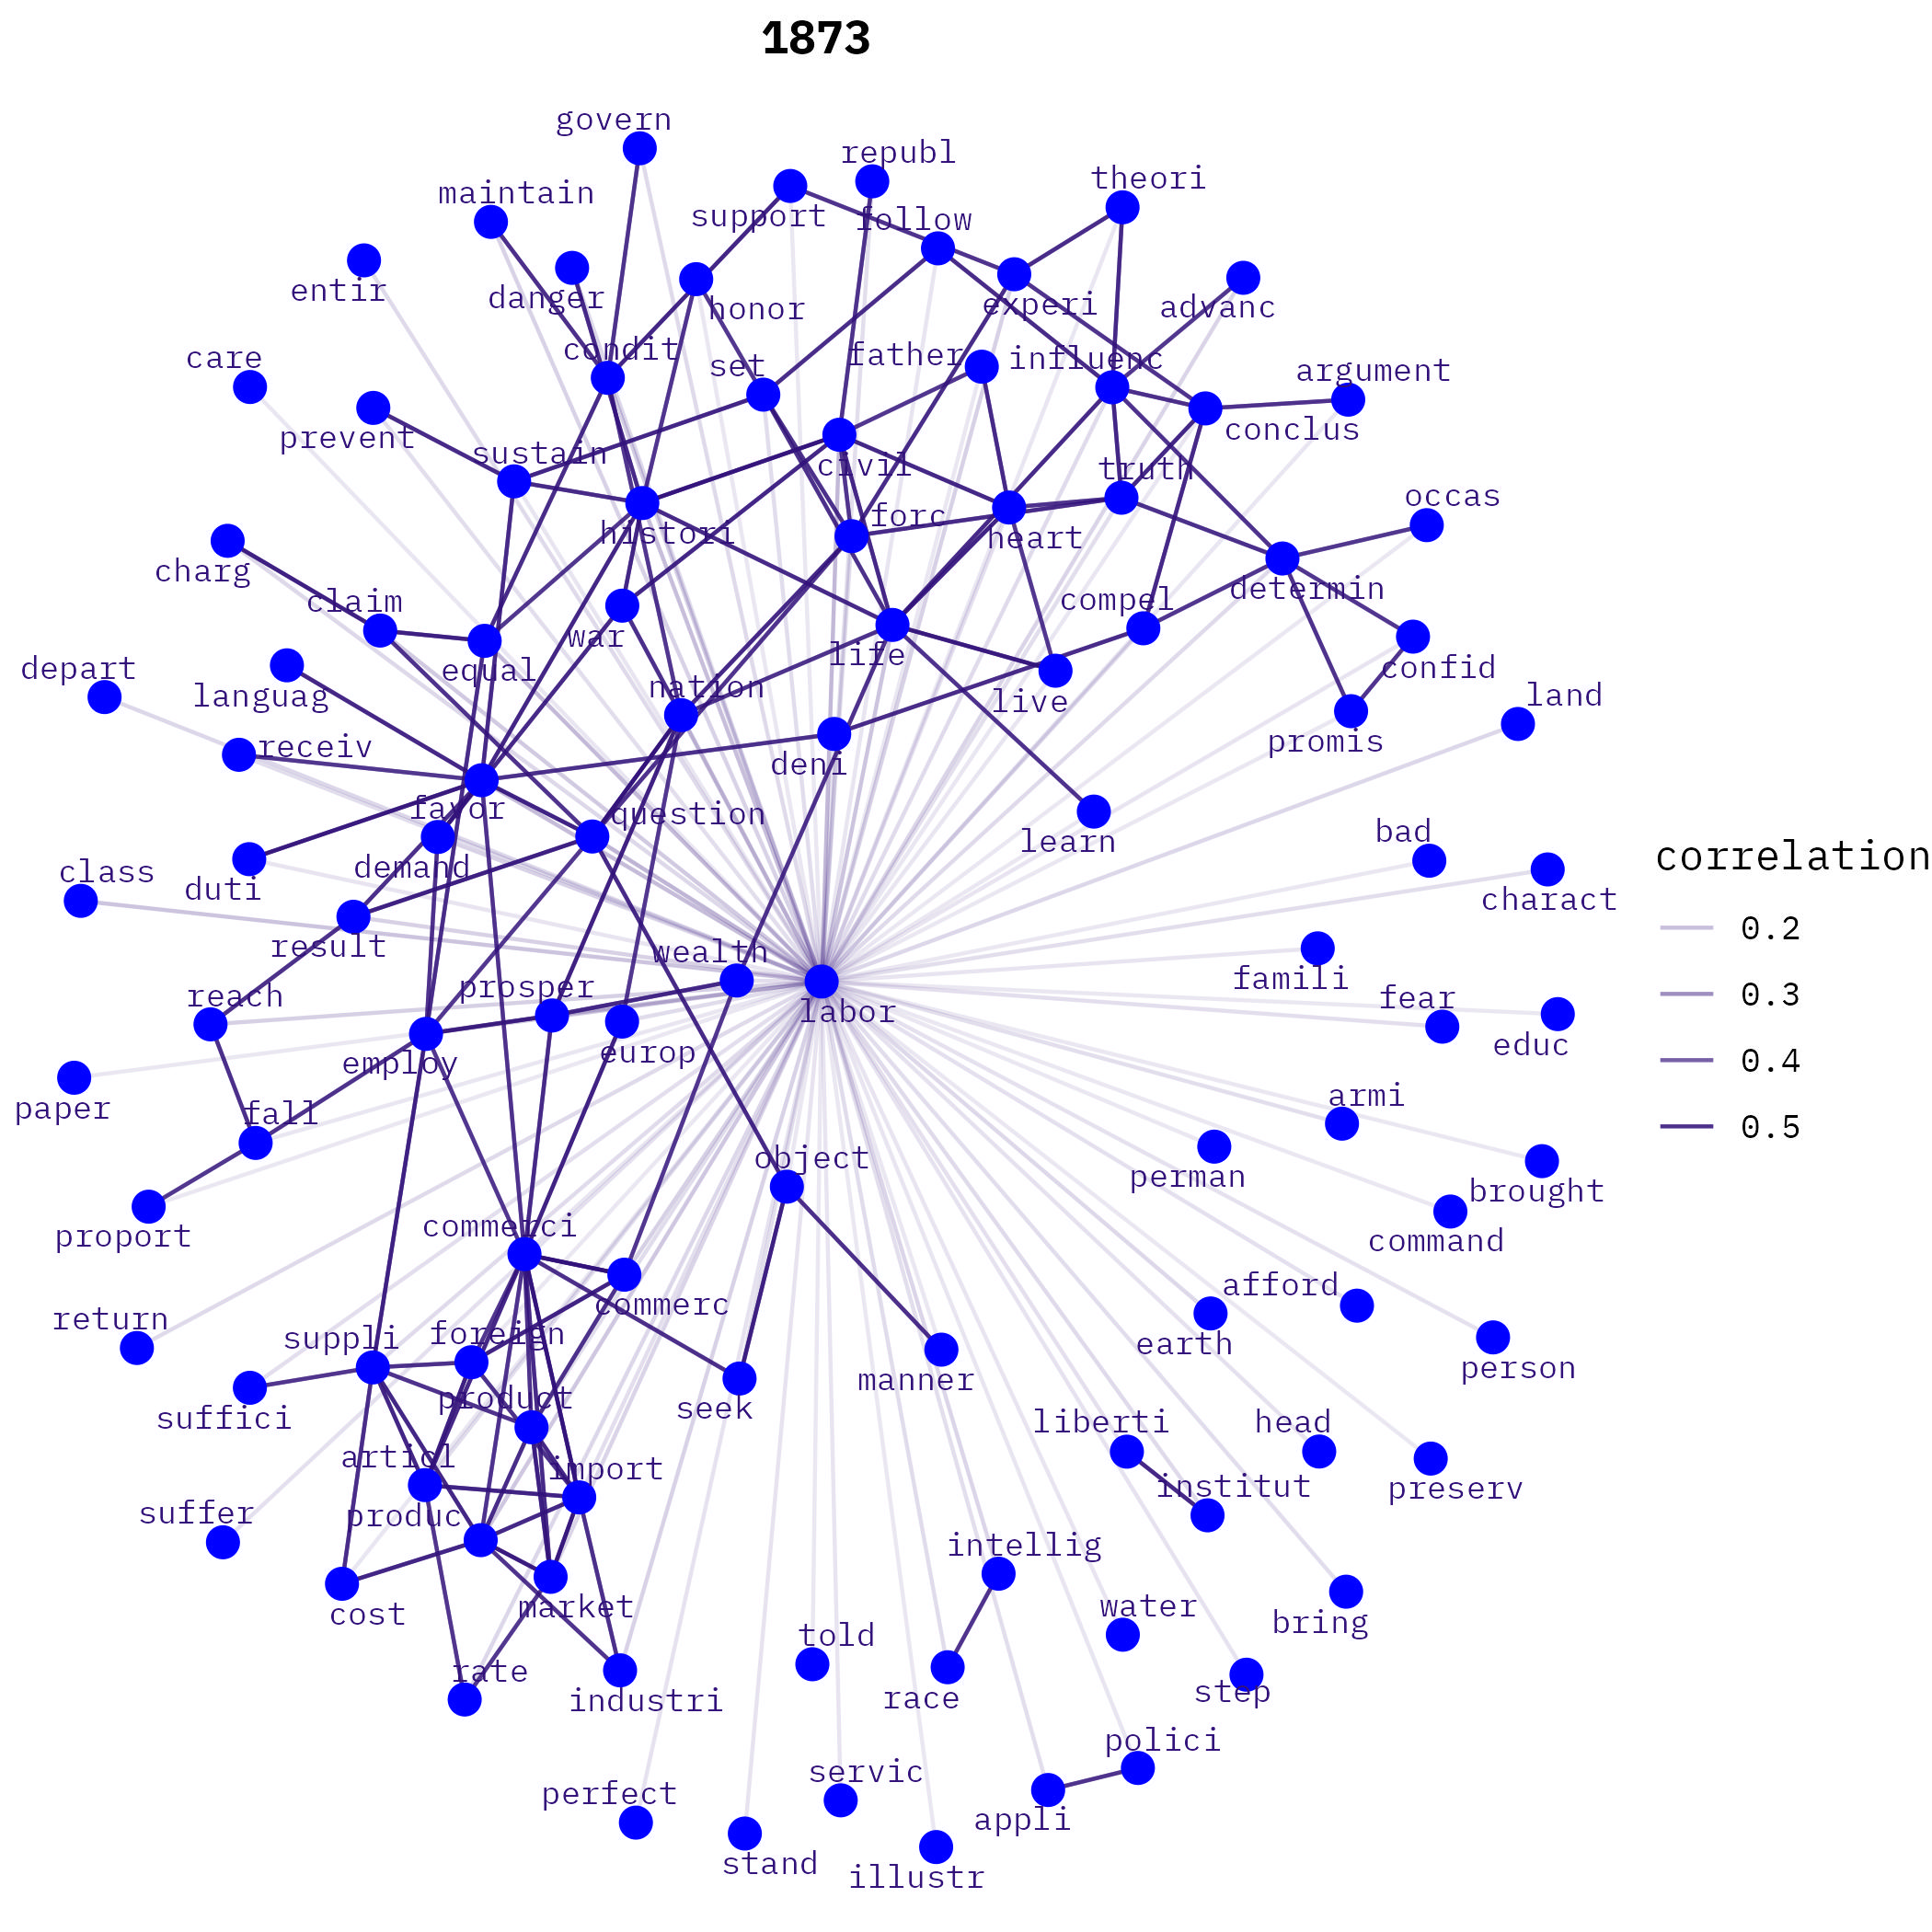 1873
govern
republ
theori
maintain
support
follow
entir
danger
honor
experi
advanc
condit
care
set
father
influenc
argument
prevent
conclus
sustain
civil
truth
occas
histori
forc
heart
charg
claim
compel
determin
war
life
depart
equal
confid
languag
nation
live
land
receiv
deni
promis
favor
question
learn
bad
class
duti
demand
charact
result
wealth
famili
reach
prosper
labor
fear
educ
employ
europ
paper
fall
armi
object
perman
brought
proport
commerci
command
return
suppli
foreign
commerc
afford
earth
person
manner
product
suffici
seek
liberti
head
articl
import
institut
preserv
suffer
produc
intellig
cost
market
water
bring
told
rate
industri
race
step
polici
perfect
servic
appli
stand
illustr
correlation
0.2
0.3
0.4
0.5